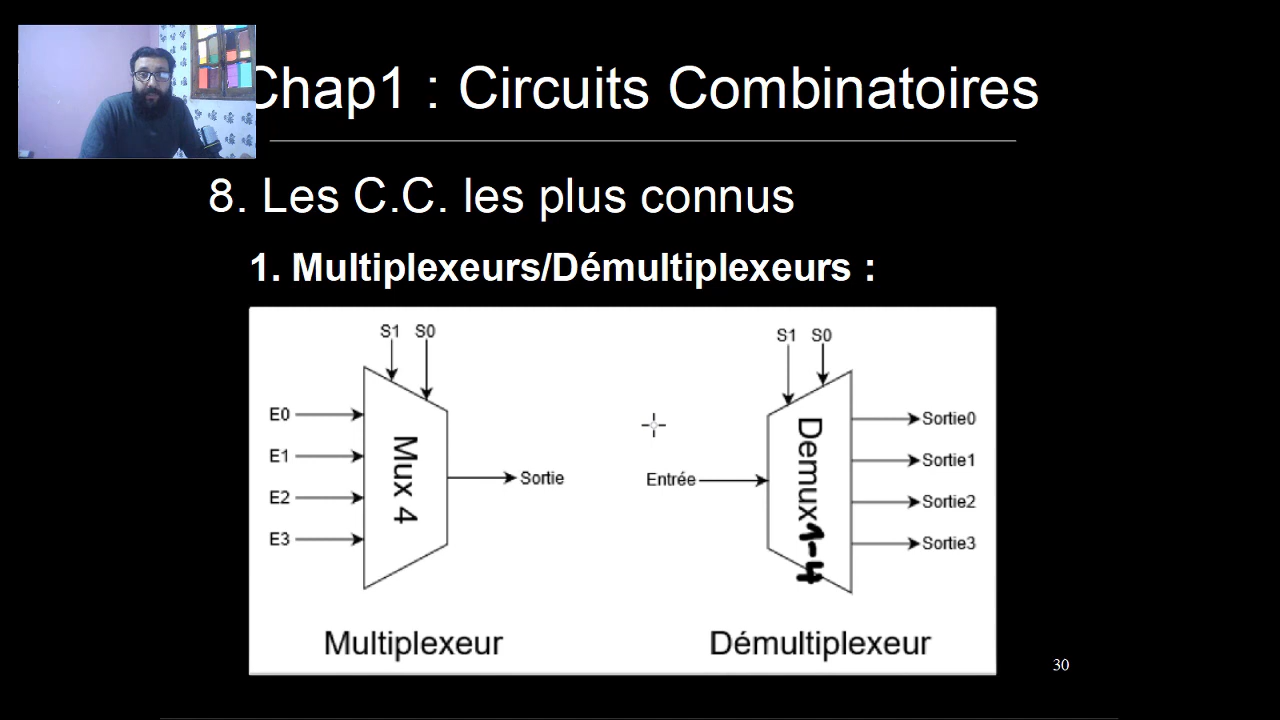 Chap1 : Circuits Combinatoires
8. Les C.C. les plus connus
1. Multiplexeurs/Démultiplexeurs :
S1 S0
E0
E1
E2
E3
Mux 4
Sortie
Multiplexeur
S1 S0
Entrée
Demux1-4
Sortie0
Sortie1
Sortie2
Sortie3
Démultiplexeur
30